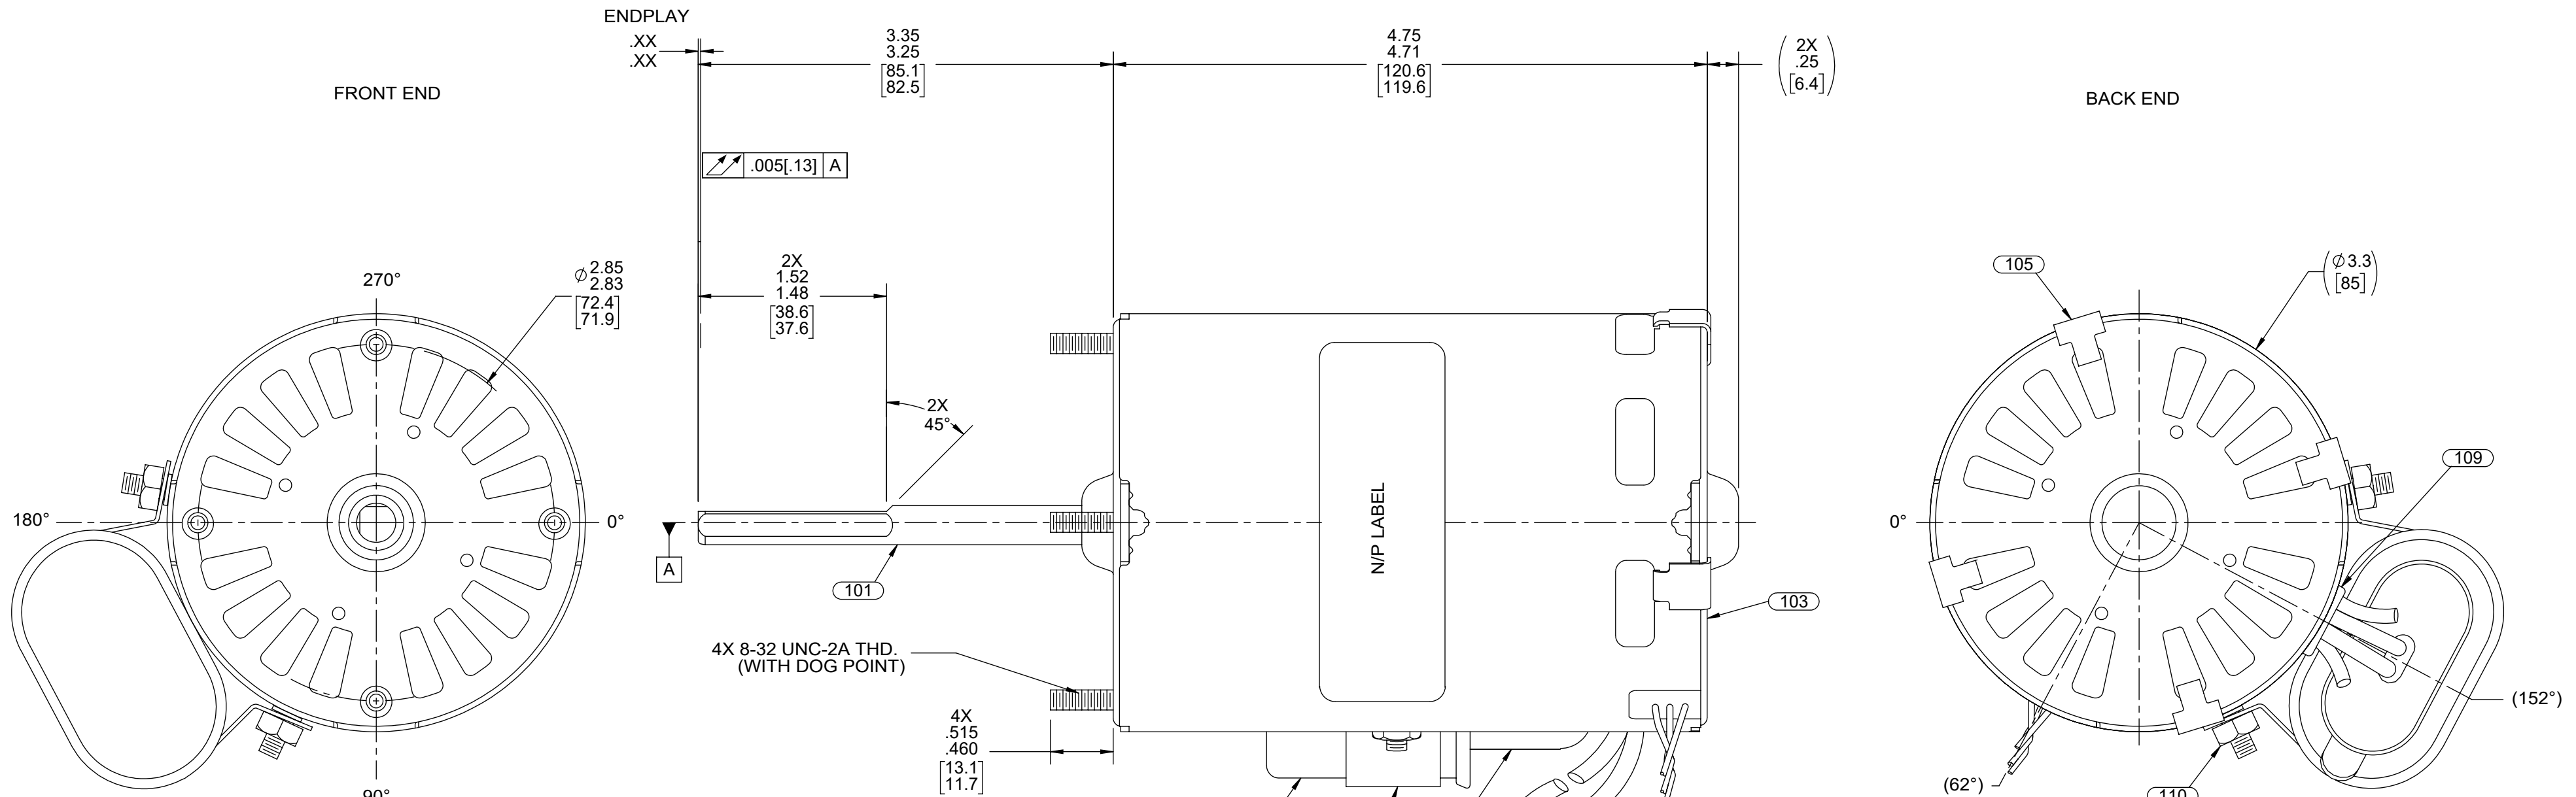 ENDPLAY
.XX
.XX
3.35
3.25
[85.1]
[82.5]
4.75
4.71
[120.6]
[119.6]
(2X
.25
[6.4])
FRONT END
BACK END
.005[.13] A
2X
1.52
1.48
[38.6]
[37.6]
270°
⌀ 2.85
2.83
[72.4]
[71.9]
2X
45°
180°
0°
90°
A
101
4X 8-32 UNC-2A THD.
(WITH DOG POINT)
4X
.515
.460
[13.1]
[11.7]
N/P LABEL
103
105
(⌀3.3)
[85]
109
0°
(152°)
(62°)
110